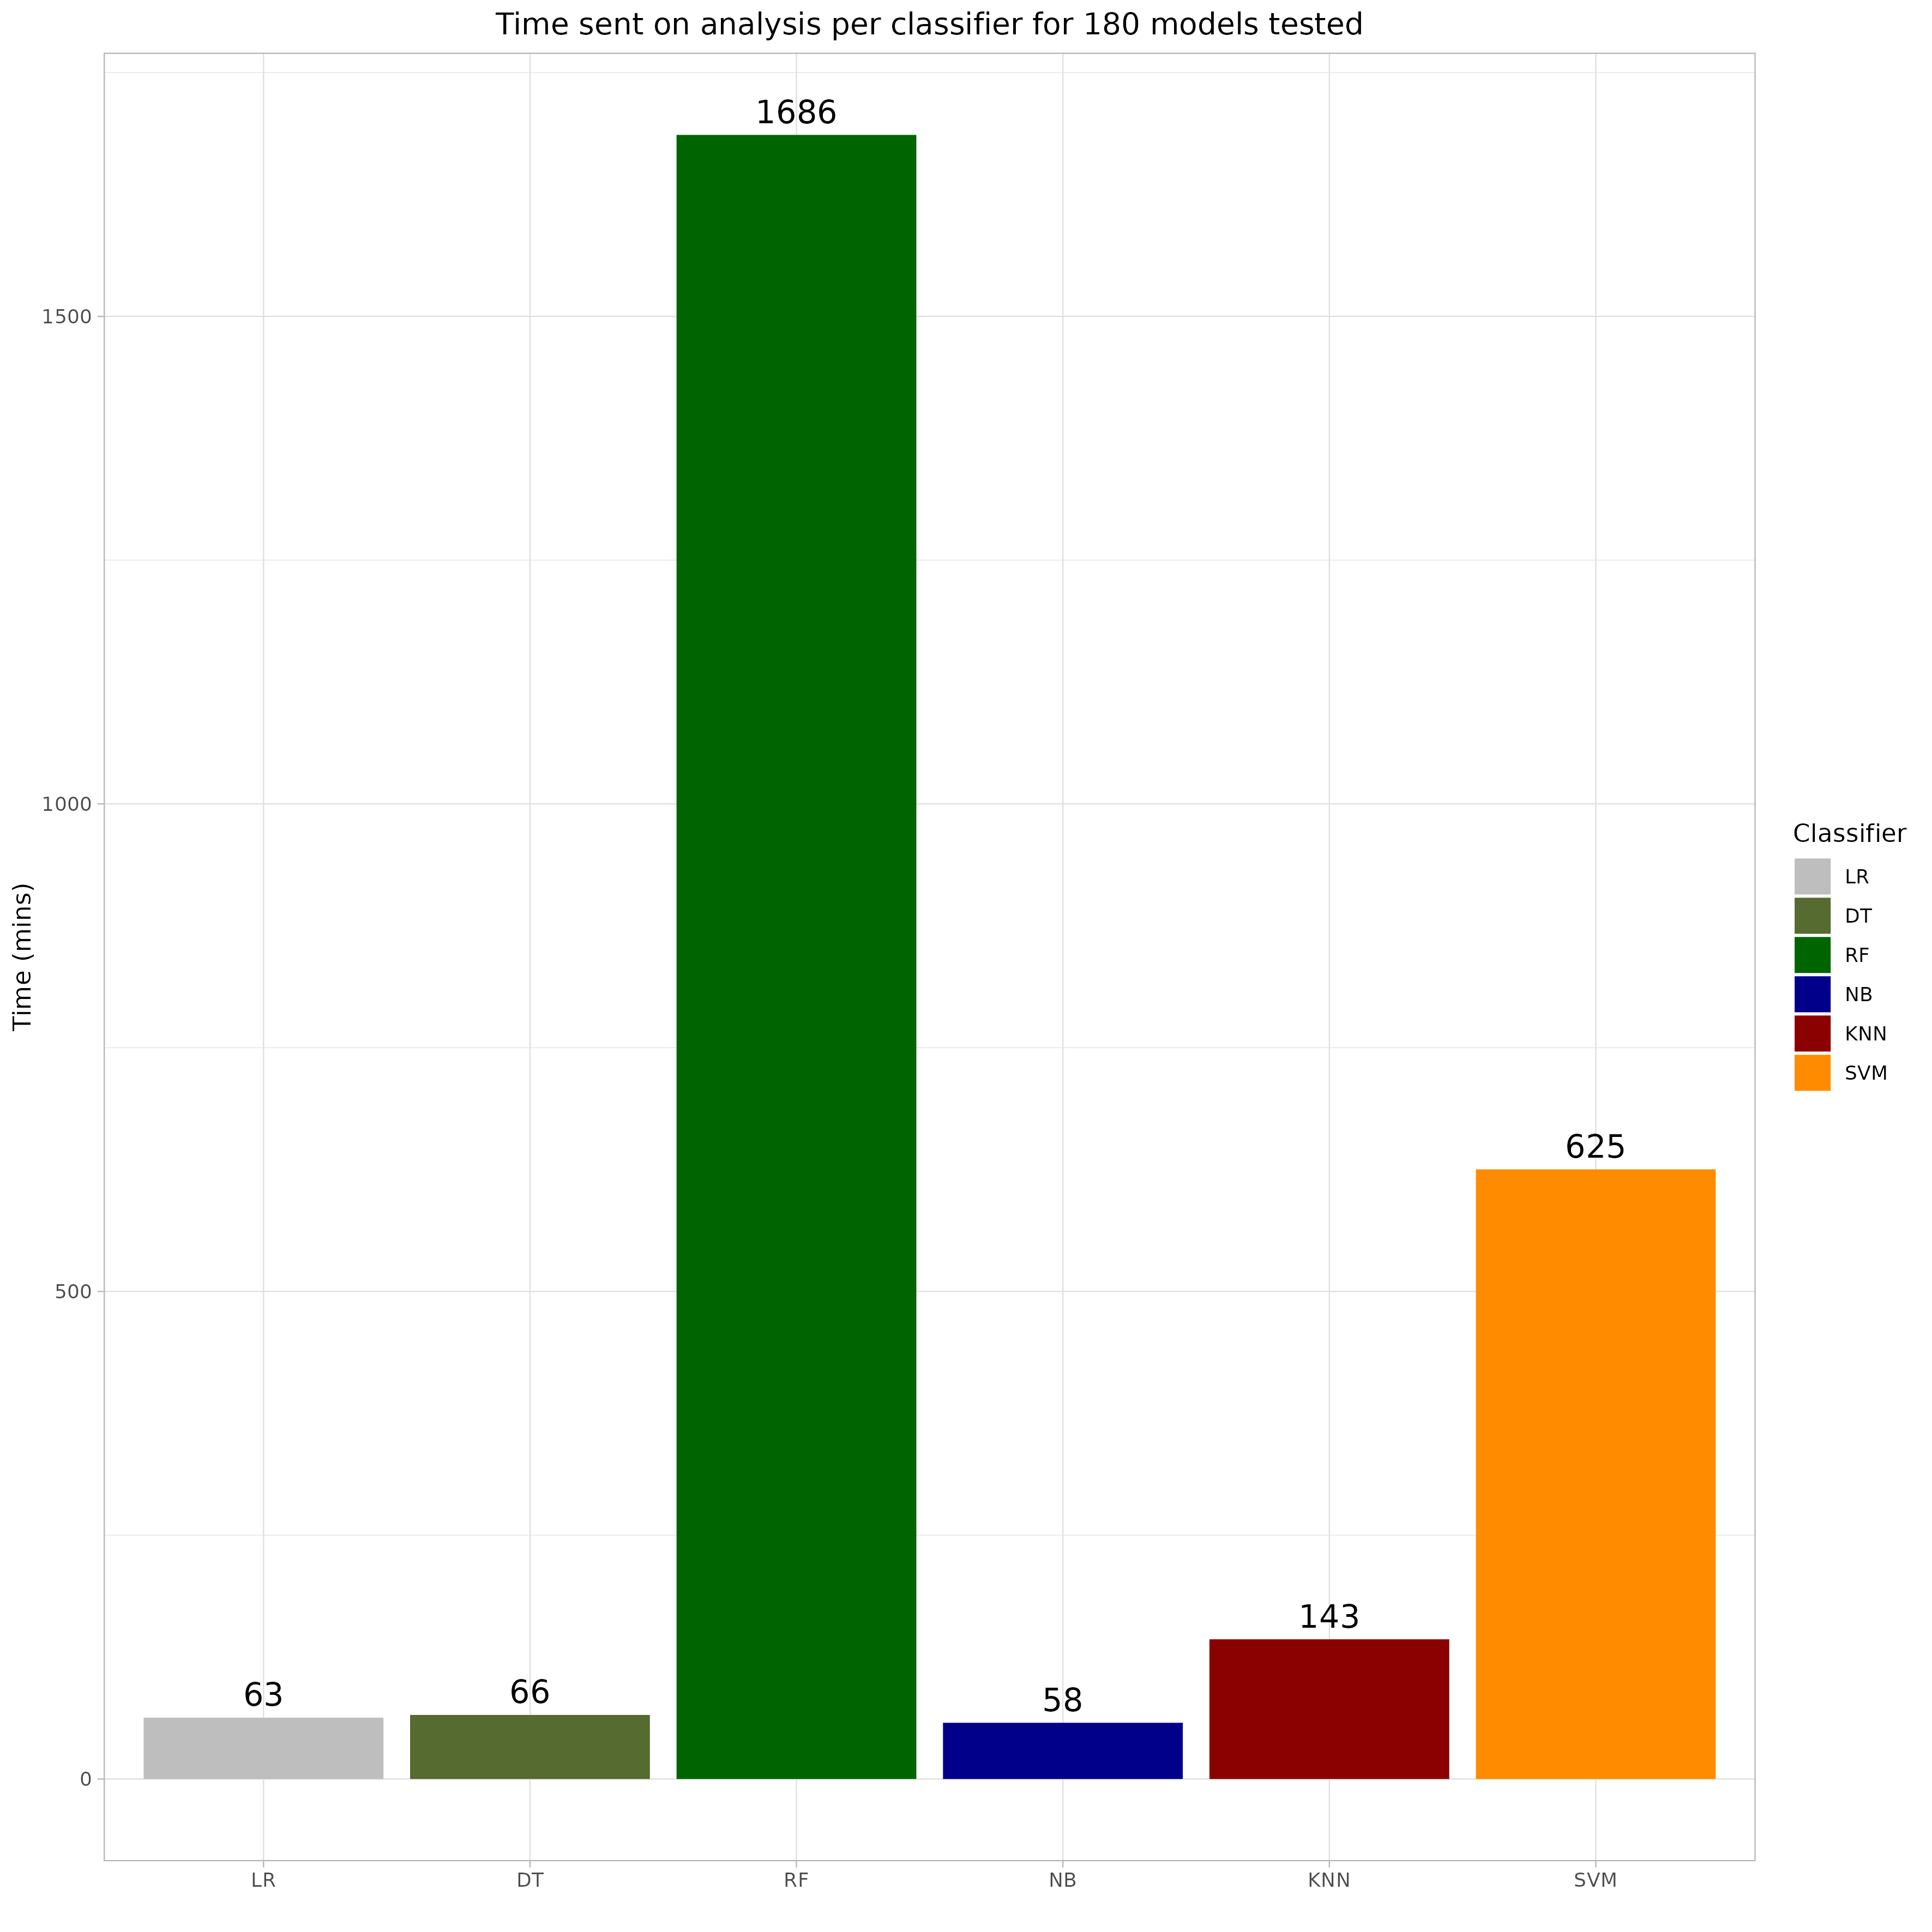 Time sent on analysis per classifier for 180 models tested
1686
1500
1000
Time (mins)
Classifier
LR
DT
RF
NB
KNN
SVM
625
500
143
63
66
58
0
LR
DT
RF
NB
KNN
SVM